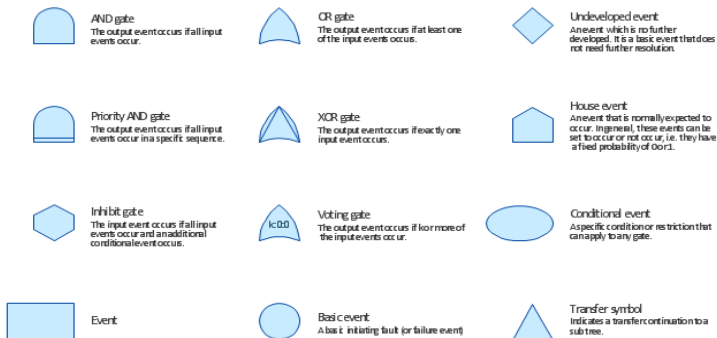 AND gate
The output event occurs if all input
events occur.
OR gate
The output event occurs if at least one
of the input events occurs.
Undeveloped event
An event which is no further
developed. It is a basic event that does
not need further resolution.
Priority AND gate
The output event occurs if all input
events occur in a specific sequence.
XOR gate
The output event occurs if exactly one
input event occurs.
House event
An event that is normally expected to
occur. In general, these events can be
set to occur or not occur, i.e. they have
a fixed probability of 0 or 1.
Inhibit gate
The input event occurs if all input
events occur and an additional
conditional event occurs.
k:0:0
Voting gate
The output event occurs if k or more of
the input events occur.
Conditional event
A specific condition or restriction that
can apply to any gate.
Event
Basic event
A basic initiating fault (or failure event)
Transfer symbol
Indicates a transfer continuation to a
sub tree.